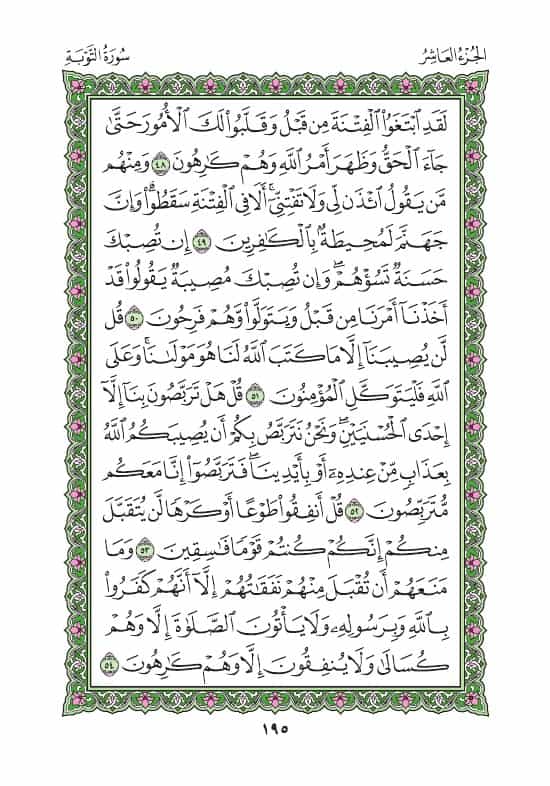 الجُزْءُ العَاشِرُ
سُورَةُ التَّوْبَةِ
لَقَدِ ٱبْتَغَوُا۟ ٱلْفِتْنَةَ مِن قَبْلُ وَقَلَّبُوا۟ لَكَ ٱلْأُمُورَ حَتَّىٰ
جَآءَ ٱلْحَقُّ وَظَهَرَ أَمْرُ ٱللَّهِ وَهُمْ كَـٰرِهُونَ ٤٨ وَمِنْهُم
مَّن يَقُولُ ٱئْذَن لِّى وَلَا تَفْتِنِّىٓ ۚ أَلَا فِى ٱلْفِتْنَةِ سَقَطُوا۟ ۗ وَإِنَّ
جَهَنَّمَ لَمُحِيطَةٌۢ بِٱلْكَـٰفِرِينَ ٤٩ إِن تُصِبْكَ
حَسَنَةٌ تَسُؤْهُمْ ۖ وَإِن تُصِبْكَ مُصِيبَةٌ يَقُولُوا۟ قَدْ
أَخَذْنَآ أَمْرَنَا مِن قَبْلُ وَيَتَوَلَّوا۟ وَّهُمْ فَرِحُونَ ٥٠ قُل
لَّن يُصِيبَنَآ إِلَّا مَا كَتَبَ ٱللَّهُ لَنَا هُوَ مَوْلَىٰنَا ۚ وَعَلَى
ٱللَّهِ فَلْيَتَوَكَّلِ ٱلْمُؤْمِنُونَ ٥١ قُلْ هَلْ تَرَبَّصُونَ بِنَآ إِلَّآ
إِحْدَى ٱلْحُسْنَيَيْنِ ۖ وَنَحْنُ نَتَرَبَّصُ بِكُمْ أَن يُصِيبَكُمُ ٱللَّهُ
بِعَذَابٍ مِّنْ عِندِهِۦٓ أَوْ بِأَيْدِينَا ۖ فَتَرَبَّصُوٓا۟ إِنَّا مَعَكُم
مُّتَرَبِّصُونَ ٥٢ قُلْ أَنفِقُوا۟ طَوْعًا أَوْ كَرْهًا لَّن يُتَقَبَّلَ
مِنكُمْ ۖ إِنَّكُمْ كُنتُمْ قَوْمًا فَـٰسِقِينَ ٥٣ وَمَا
مَنَعَهُمْ أَن تُقْبَلَ مِنْهُمْ نَفَقَـٰتُهُمْ إِلَّآ أَنَّهُمْ كَفَرُوا۟
بِٱللَّهِ وَبِرَسُولِهِۦ وَلَا يَأْتُونَ ٱلصَّلَوٰةَ إِلَّا وَهُمْ
كُسَالَىٰ وَلَا يُنفِقُونَ إِلَّا وَهُمْ كَـٰرِهُونَ ٥٤
١٩٥